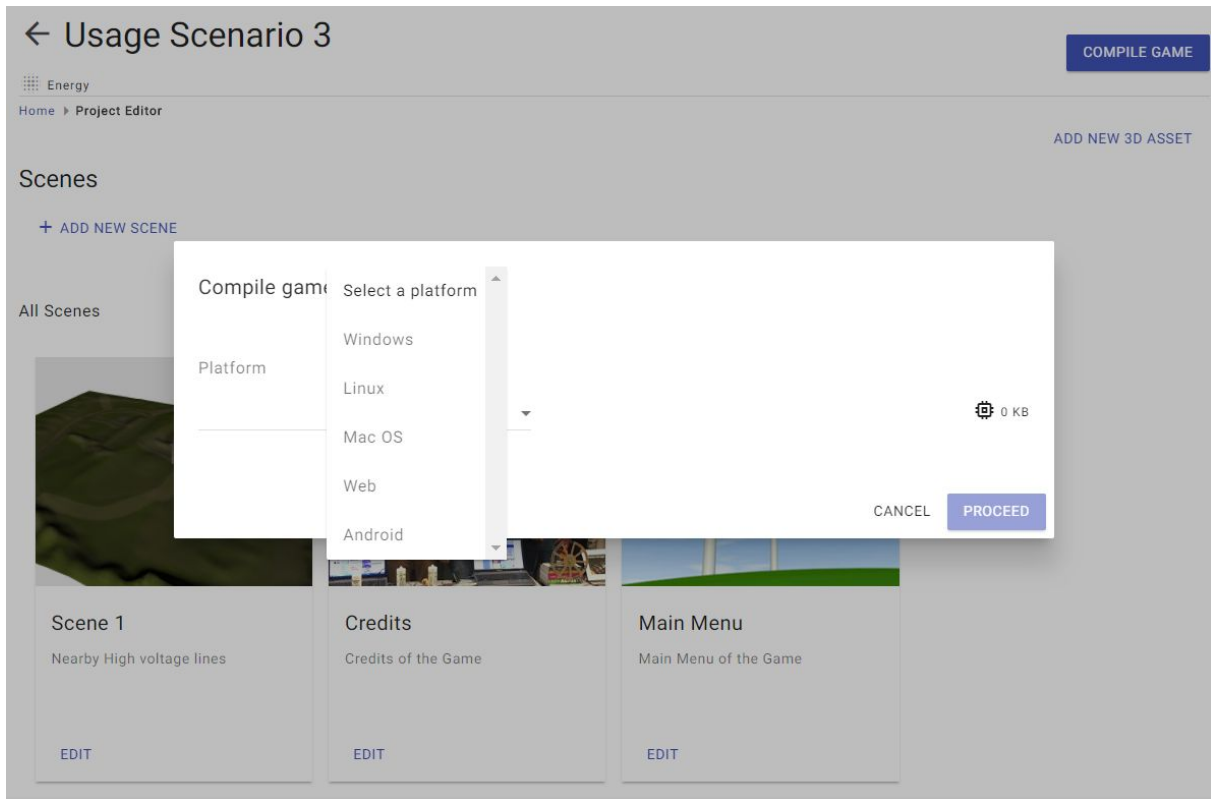 Usage Scenario 3
COMPILE GAME
Energy
Home Project Editor
ADD NEW 3D ASSET
Scenes
+ ADD NEW SCENE
Compile game
Select a platform
All Scenes
Windows
Platform
Linux
0 KB
Mac OS
Web
CANCEL PROCEED
Android
Scene 1 Credits Main Menu
Nearby High voltage lines Credits of the Game Main Menu of the Game
EDIT EDIT EDIT